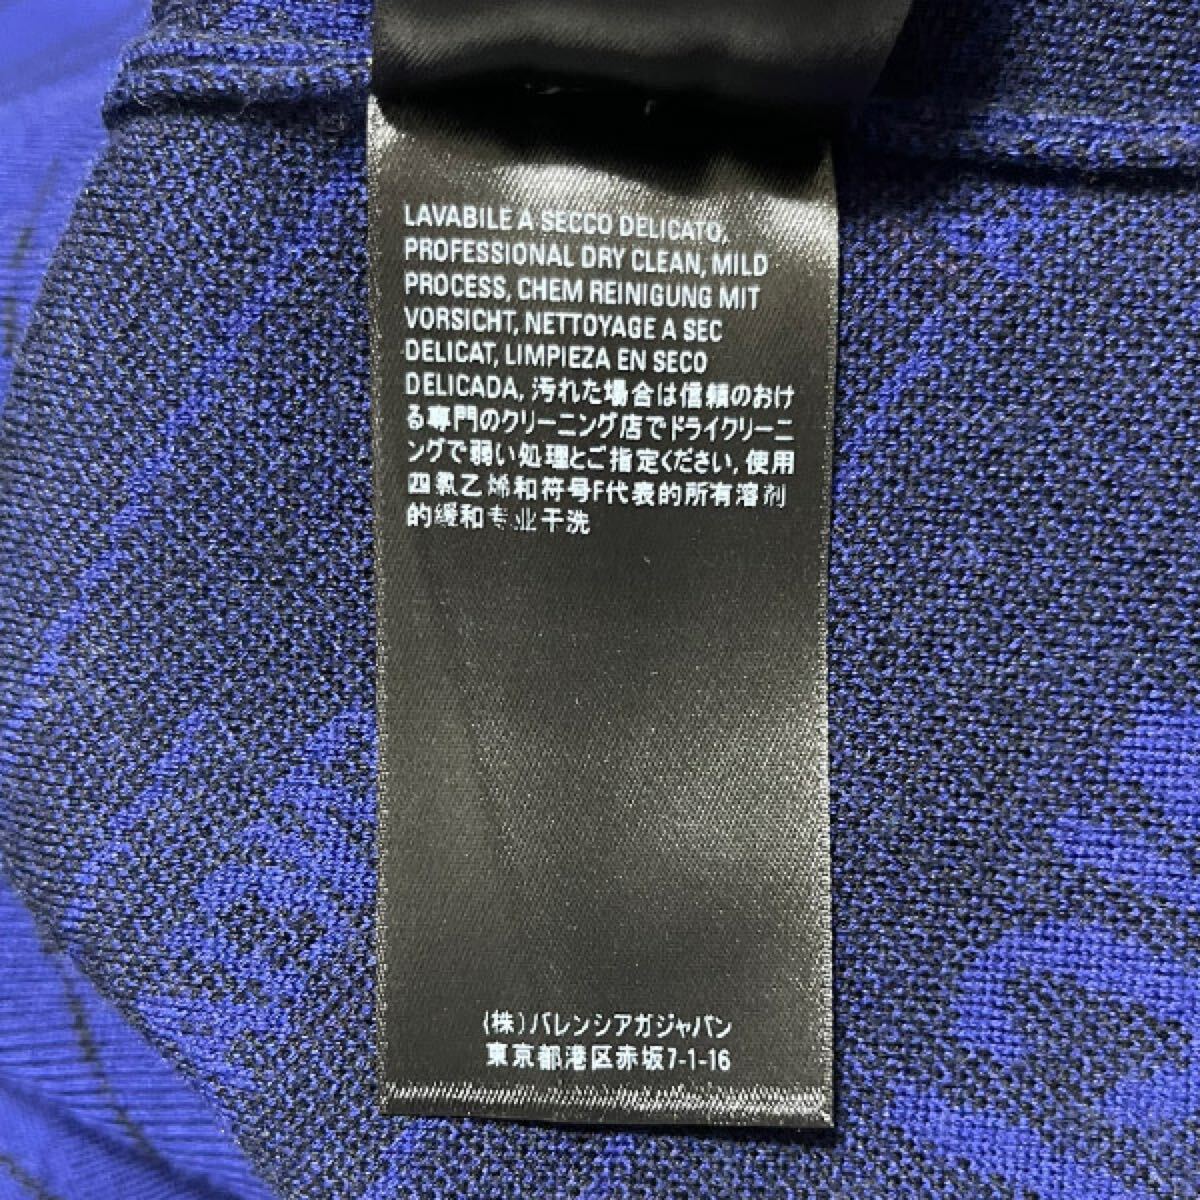 LAVABILE A SECCO DELICATO,
PROFESSIONAL DRY CLEAN, MILD
PROCESS, CHEM REINIGUNG MIT
VORSICHT, NETTOYAGE A SEC
DELICAT, LIMPIEZA EN SECO
DELICADA, 汚れた場合は信頼のおけ
る専門のクリーニング店でドライクリーニ
ングで弱い処理とご指定ください, 使用
四氯乙烯和符号F代表的所有溶剂
的缓和专业干洗
(株)バレンシアガジャパン
東京都港区赤坂7-1-16